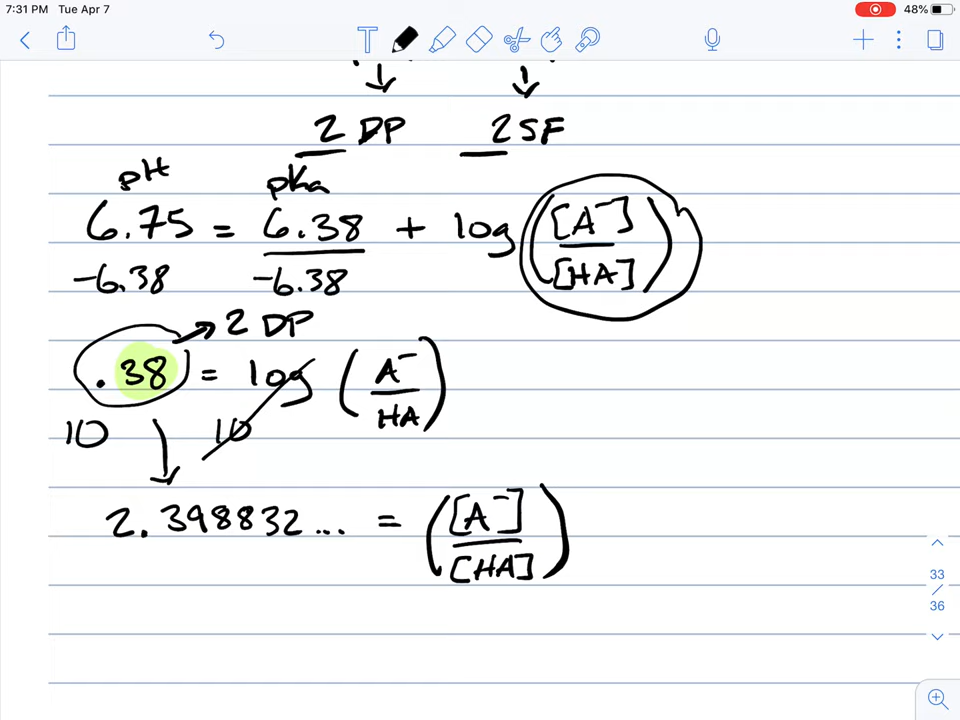 7:31 PM Tue Apr 7 48%
T
2 DP 2 SF
pH pKa
6.75 = 6.38 + log ([A⁻]/[HA])
-6.38 -6.38
→ 2 DP
.38 = log (A⁻/HA)
10 10
2.398832... = ([A⁻]/[HA])
33
/
36